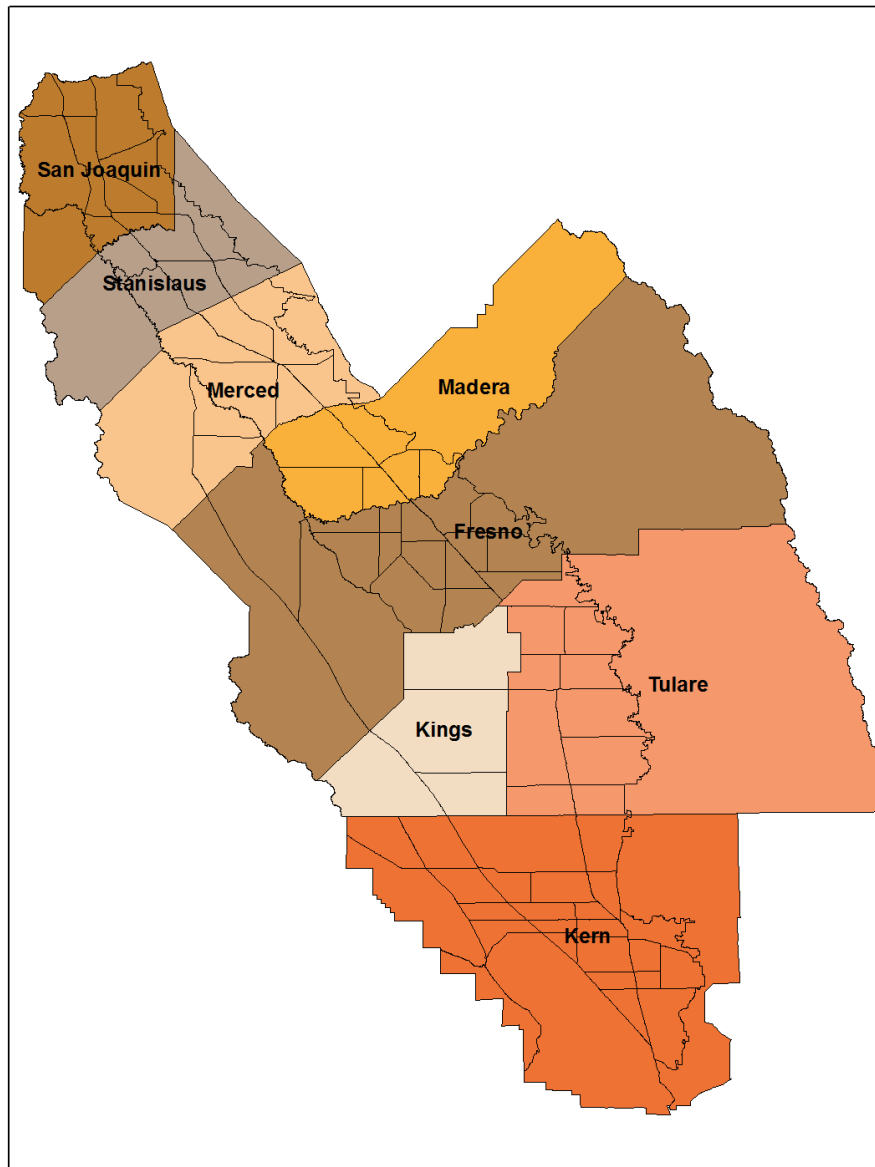 San Joaquin
Stanislaus
Merced
Madera
Fresno
Tulare
Kings
Kern